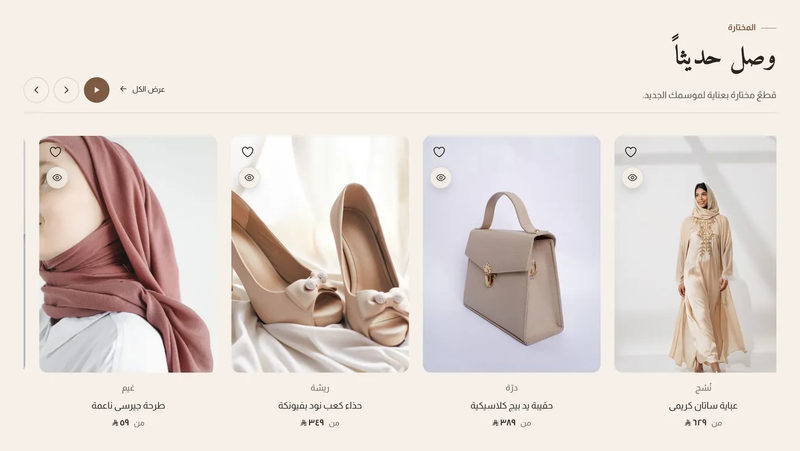 المختارة
وصل حديثاً
قطعٌ مختارة بعناية لموسمك الجديد.
عرض الكل ←
نُسُج
عباية ساتان كريمي
من ٦٢٩
درّة
حقيبة يد بيج كلاسيكية
من ٣٨٩
ريشة
حذاء كعب نود بفيونكة
من ٣٤٩
غيم
طرحة جيرسي ناعمة
من ٥٩